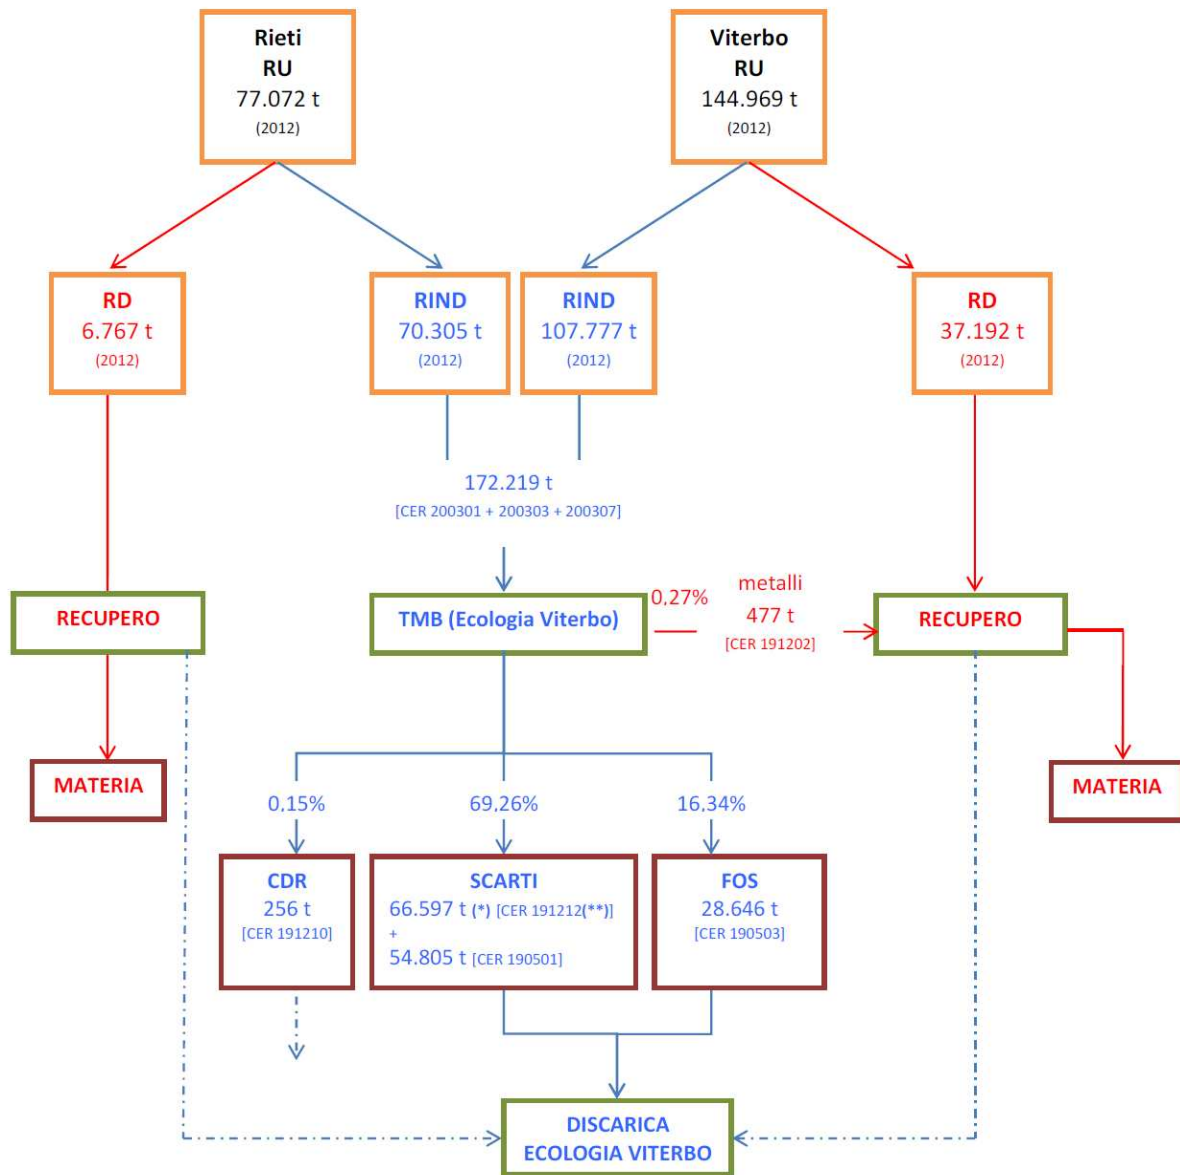 Rieti
RU
77.072 t
(2012)
Viterbo
RU
144.969 t
(2012)
RD
6.767 t
(2012)
RIND
70.305 t
(2012)
RIND
107.777 t
(2012)
RD
37.192 t
(2012)
172.219 t
[CER 200301 + 200303 + 200307]
RECUPERO
TMB (Ecologia Viterbo)
0,27%
metalli
477 t
[CER 191202]
RECUPERO
MATERIA
MATERIA
0,15%
69,26%
16,34%
CDR
256 t
[CER 191210]
SCARTI
66.597 t (*) [CER 191212(**)]
+
54.805 t [CER 190501]
FOS
28.646 t
[CER 190503]
DISCARICA
ECOLOGIA VITERBO